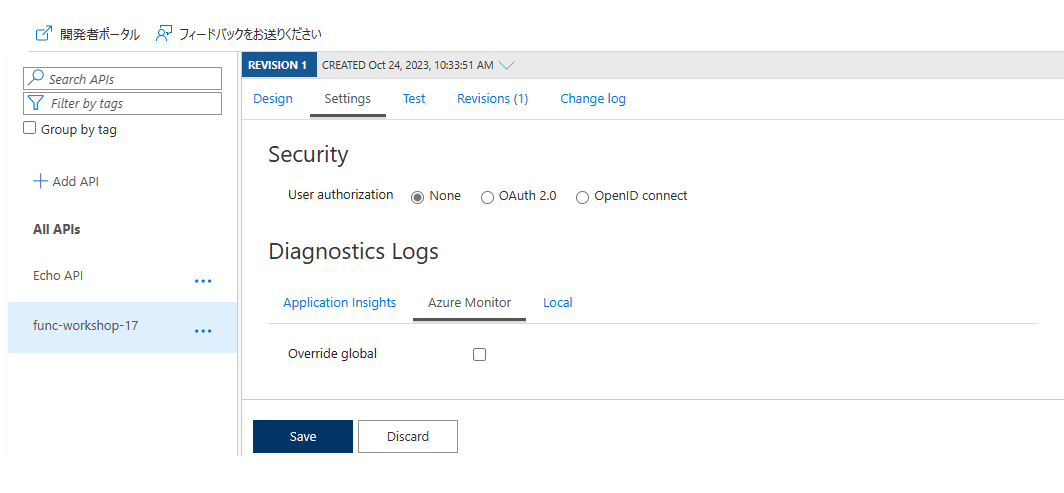 開発者ポータル フィードバックをお送りください
Search APIs
Filter by tags
Group by tag
Add API
All APIs
Echo API
func-workshop-17
REVISION 1 CREATED Oct 24, 2023, 10:33:51 AM
Design Settings Test Revisions (1) Change log
Security
User authorization None OAuth 2.0 OpenID connect
Diagnostics Logs
Application Insights Azure Monitor Local
Override global
Save Discard